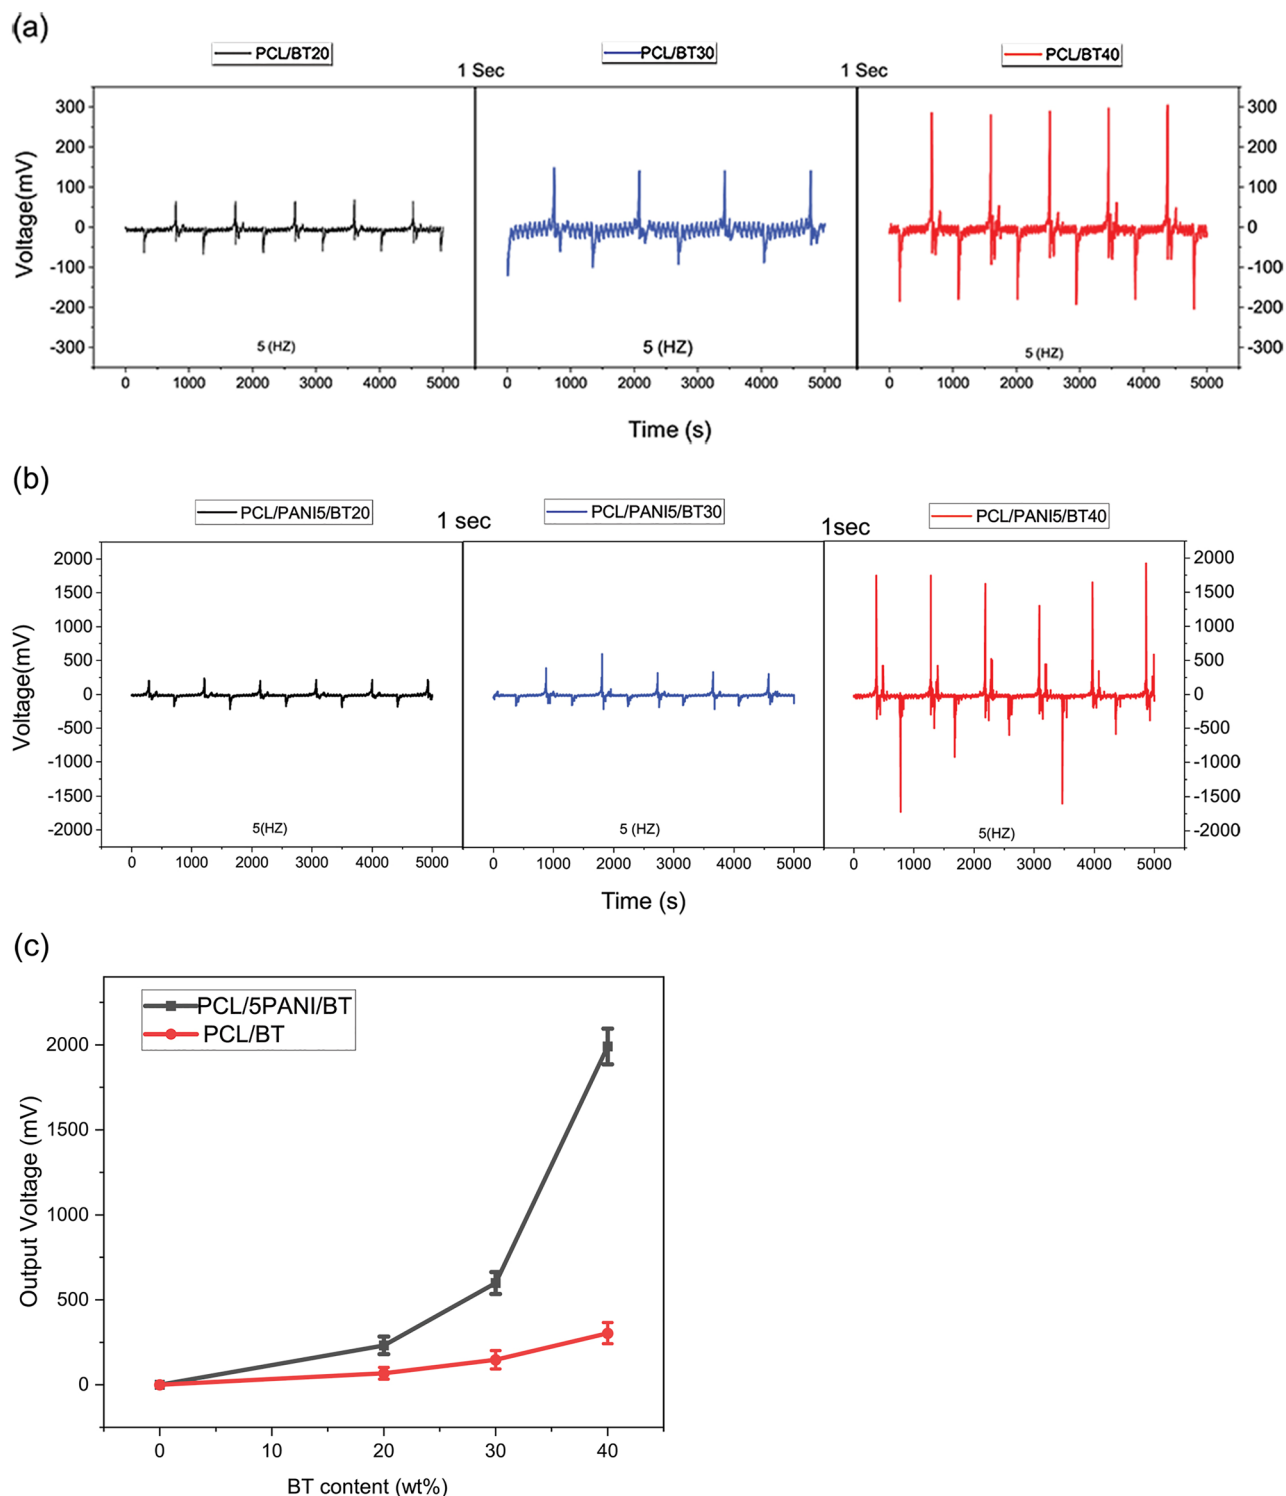 (a)
PCL/BT20 PCL/BT30 PCL/BT40
1 Sec 1 Sec
300 300
200 200
100 100
0 0
-100 -100
-200 -200
-300 -300
Voltage(mV)
5 (HZ) 5 (HZ) 5 (HZ)
0 1000 2000 3000 4000 5000 0 1000 2000 3000 4000 5000 0 1000 2000 3000 4000 5000
Time (s)
(b)
PCL/PANI5/BT20 PCL/PANI5/BT30 PCL/PANI5/BT40
1 sec 1sec
2000 2000
1500 1500
1000 1000
500 500
0 0
-500 -500
-1000 -1000
-1500 -1500
-2000 -2000
Voltage(mV)
5(HZ) 5 (HZ) 5(HZ)
0 1000 2000 3000 4000 5000 0 1000 2000 3000 4000 5000 0 1000 2000 3000 4000 5000
Time (s)
(c)
PCL/5PANI/BT
PCL/BT
2000
1500
1000
500
0
Output Voltage (mV)
0 10 20 30 40
BT content (wt%)